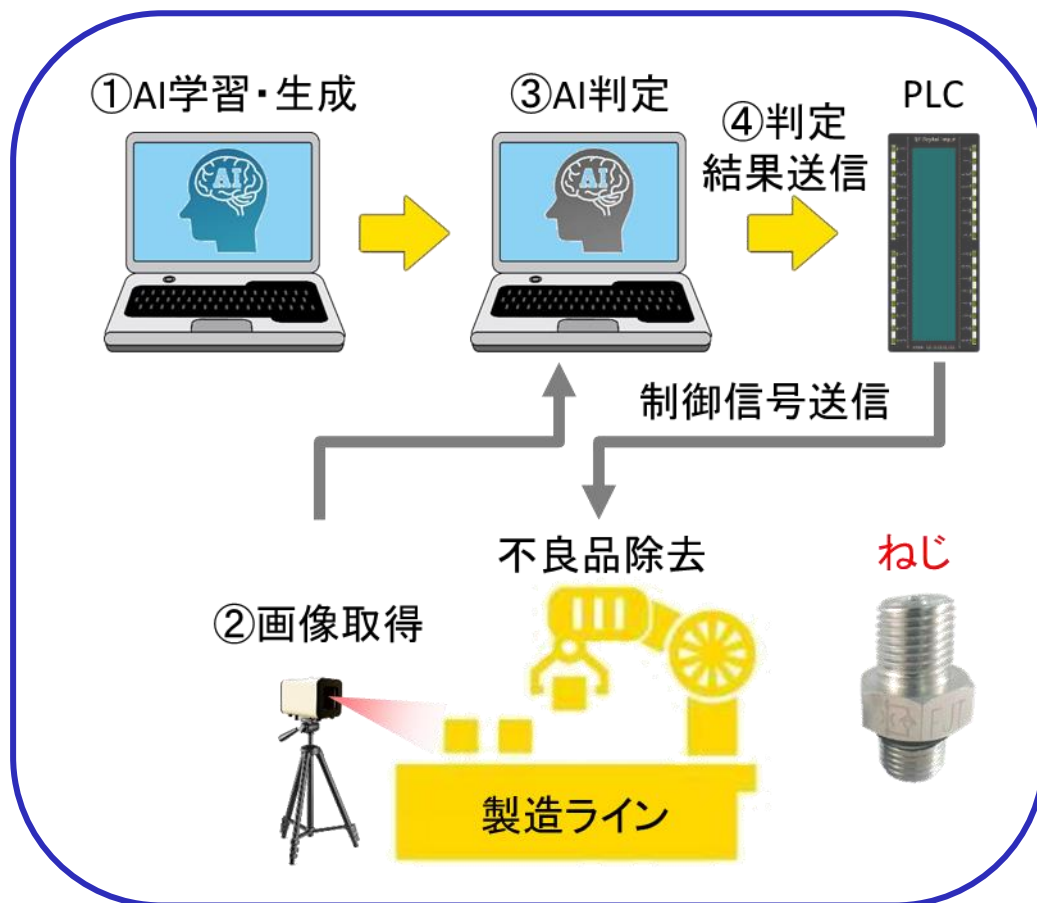 ①AI学習・生成
③AI判定
④判定
結果送信
PLC
AI
AI
制御信号送信
不良品除去
ねじ
②画像取得
製造ライン